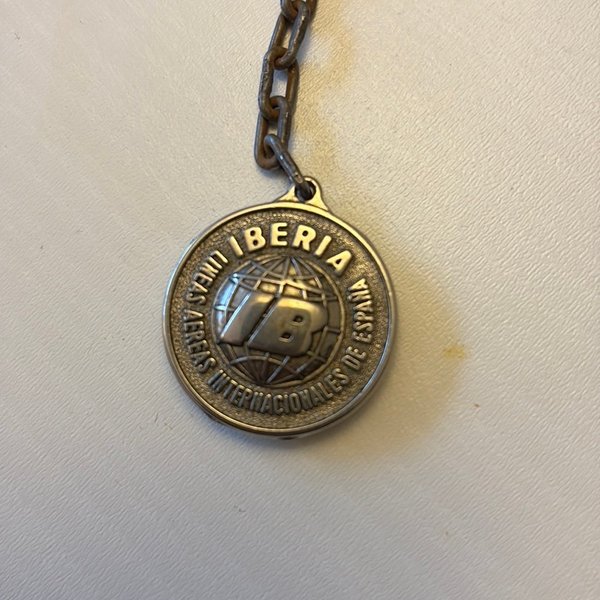 IBERIA
LINEAS AEREAS INTERNACIONALES DE ESPAÑA
IB